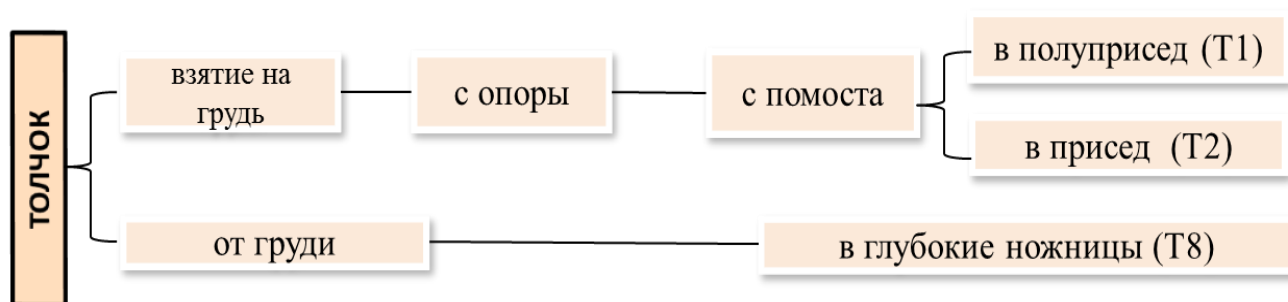 ТОЛЧОК
взятие на
грудь
с опоры
с помоста
в полуприсед (Т1)
в присед (Т2)
от груди
в глубокие ножницы (Т8)